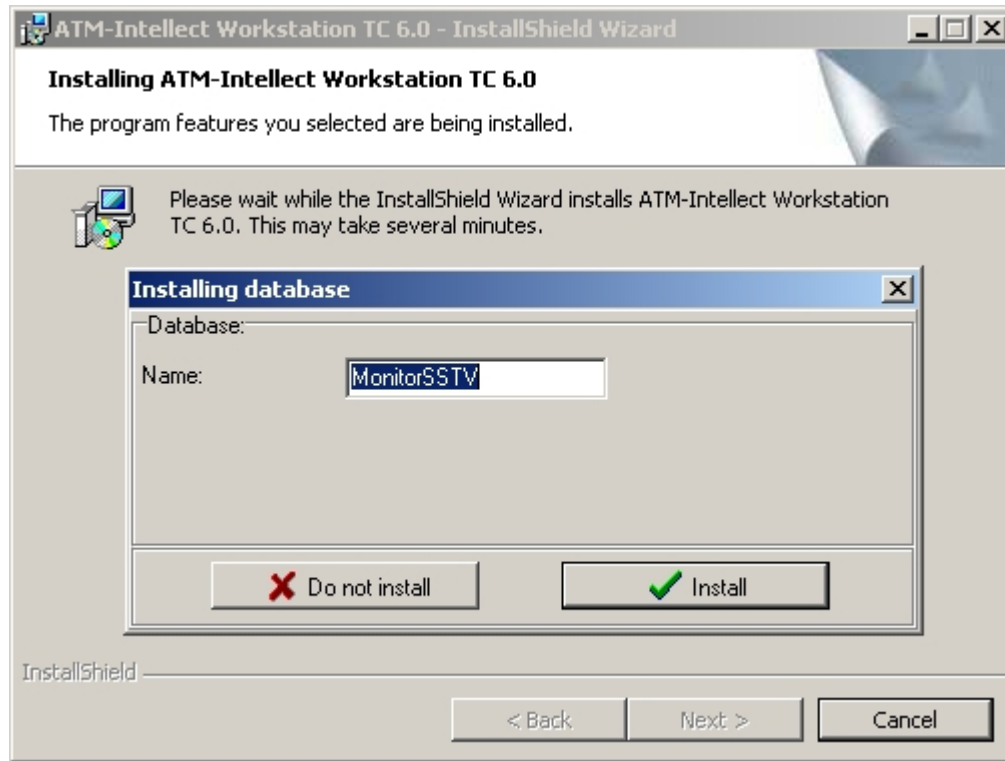 ATM-Intellect Workstation TC 6.0 - InstallShield Wizard
Installing ATM-Intellect Workstation TC 6.0
The program features you selected are being installed.
Please wait while the InstallShield Wizard installs ATM-Intellect Workstation
TC 6.0. This may take several minutes.
Installing database
Database:
Name: MonitorSSTV
Do not install Install
InstallShield
< Back Next > Cancel